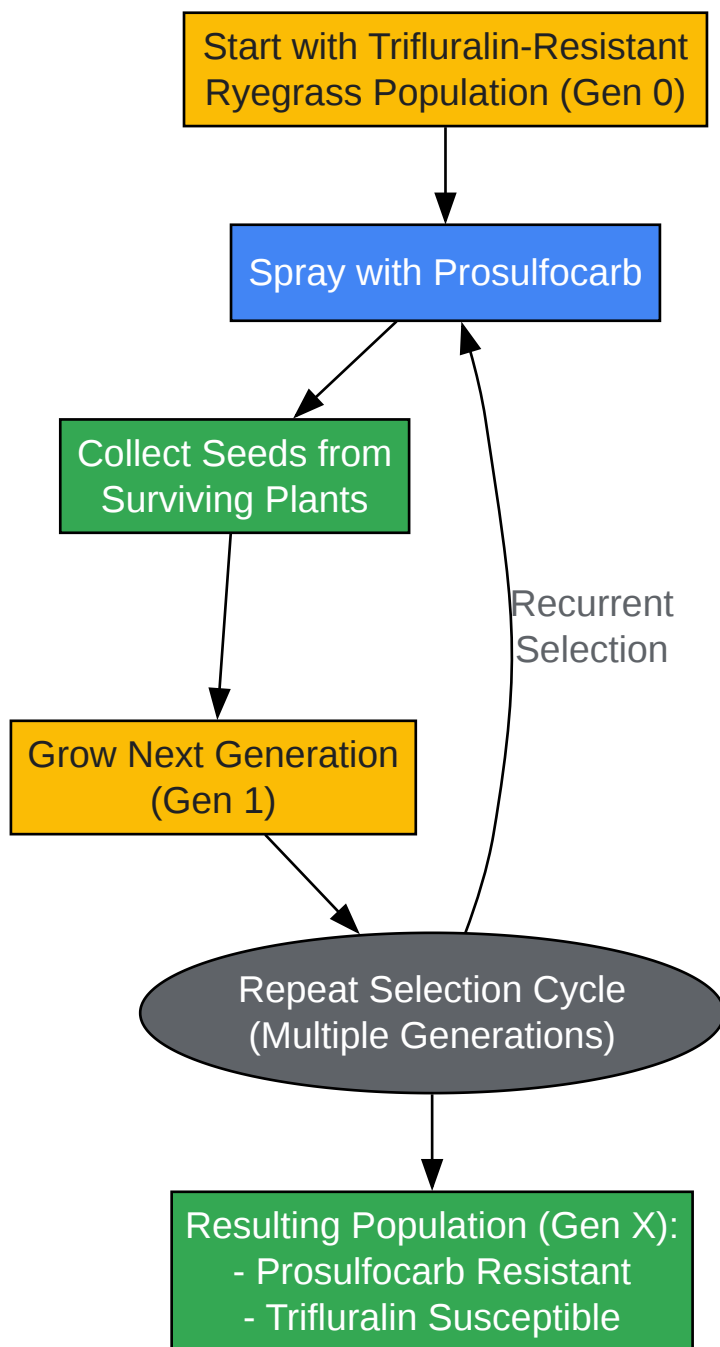 Start with Trifluralin-Resistant
Ryegrass Population (Gen 0)
Spray with Prosulfocarb
Collect Seeds from
Surviving Plants
Recurrent
Selection
Grow Next Generation
(Gen 1)
Repeat Selection Cycle
(Multiple Generations)
Resulting Population (Gen X):
- Prosulfocarb Resistant
- Trifluralin Susceptible